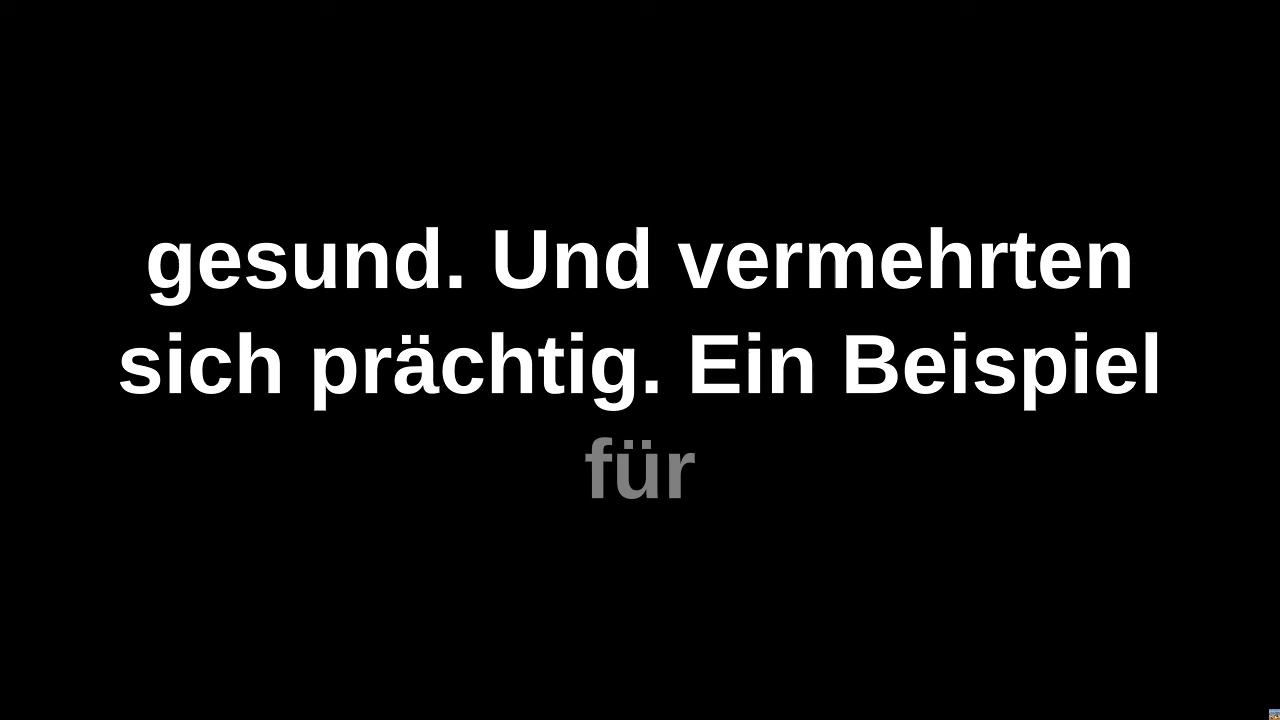 gesund. Und vermehrten
sich prächtig. Ein Beispiel
für